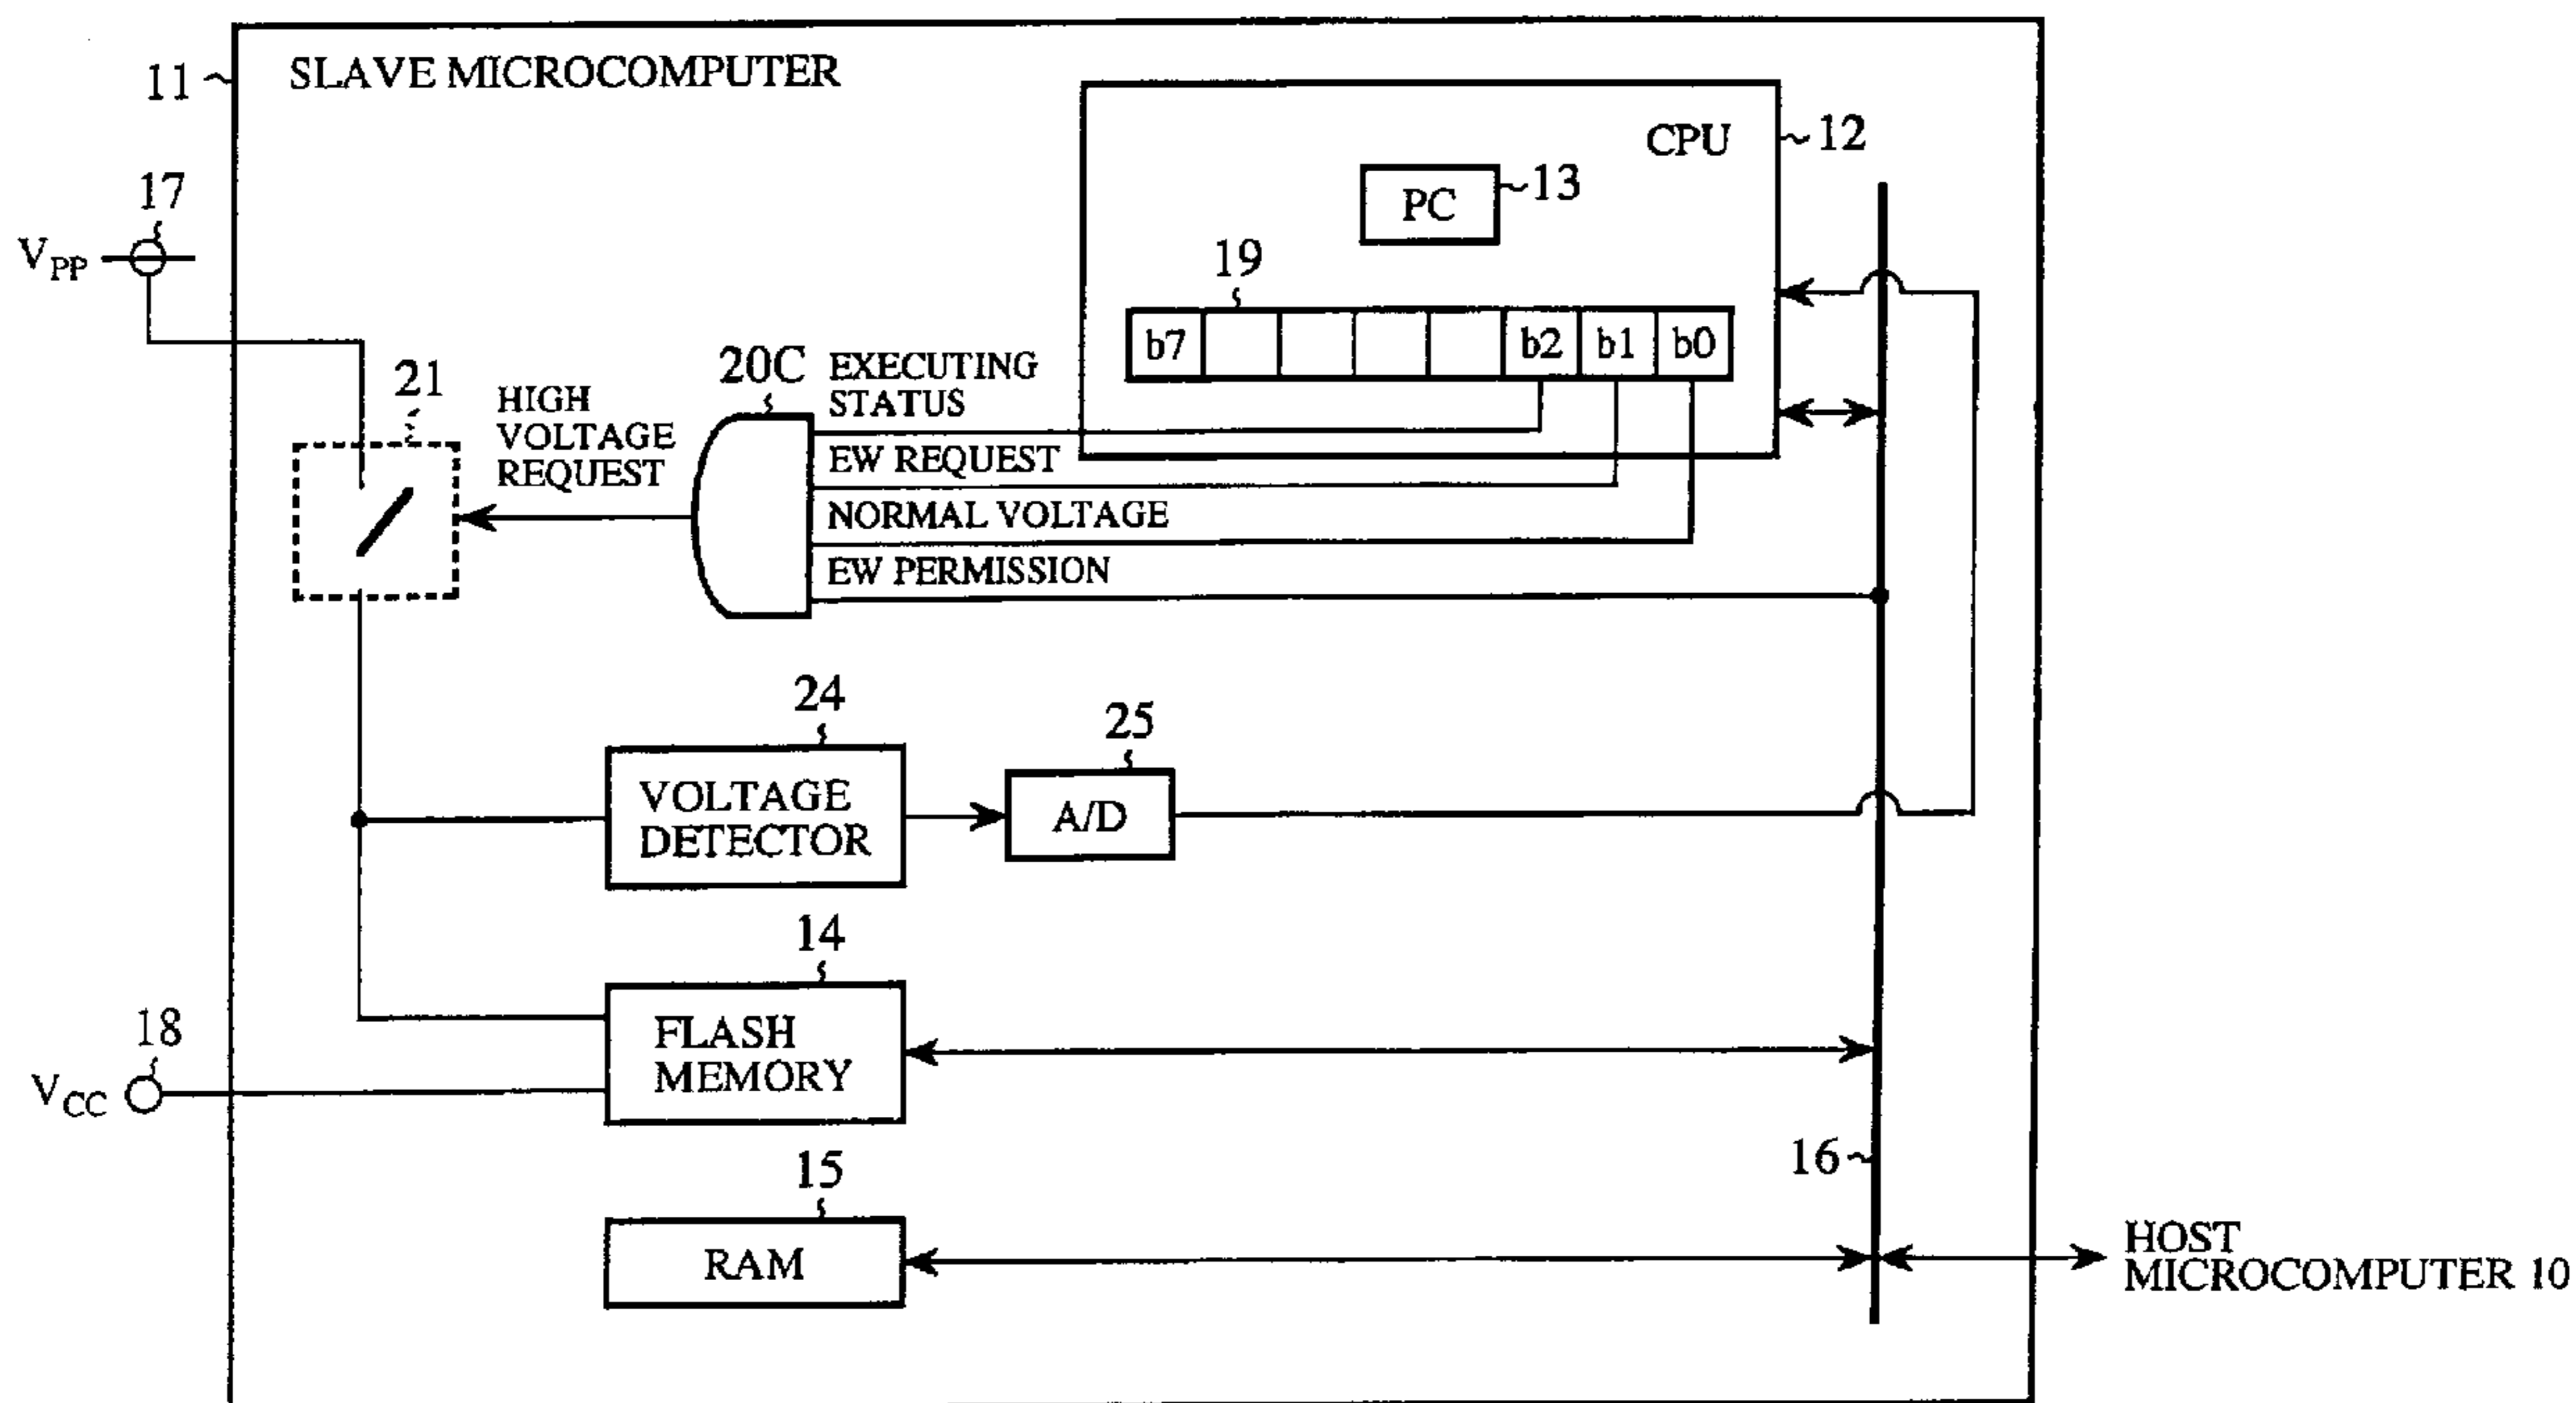 11
SLAVE MICROCOMPUTER
CPU
12
PC
13
17
VPP
19
b7
b2
b1
b0
21
20C
HIGH
VOLTAGE
REQUEST
EXECUTING
STATUS
EW REQUEST
NORMAL VOLTAGE
EW PERMISSION
24
VOLTAGE
DETECTOR
25
A/D
14
FLASH
MEMORY
18
VCC
15
RAM
16
HOST
MICROCOMPUTER 10